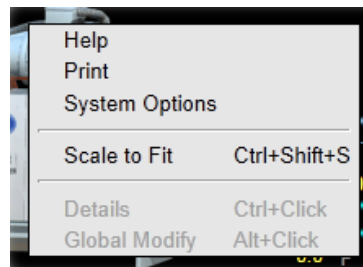 Help
Print
System Options
Scale to Fit Ctrl+Shift+S
Details Ctrl+Click
Global Modify Alt+Click